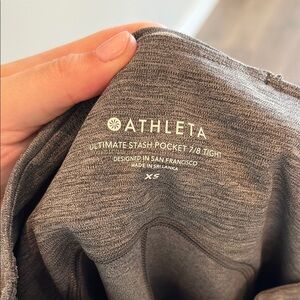 ATHLETA
ULTIMATE STASH POCKET 7/8 TIGHT
DESIGNED IN SAN FRANCISCO
MADE IN SRI LANKA
XS